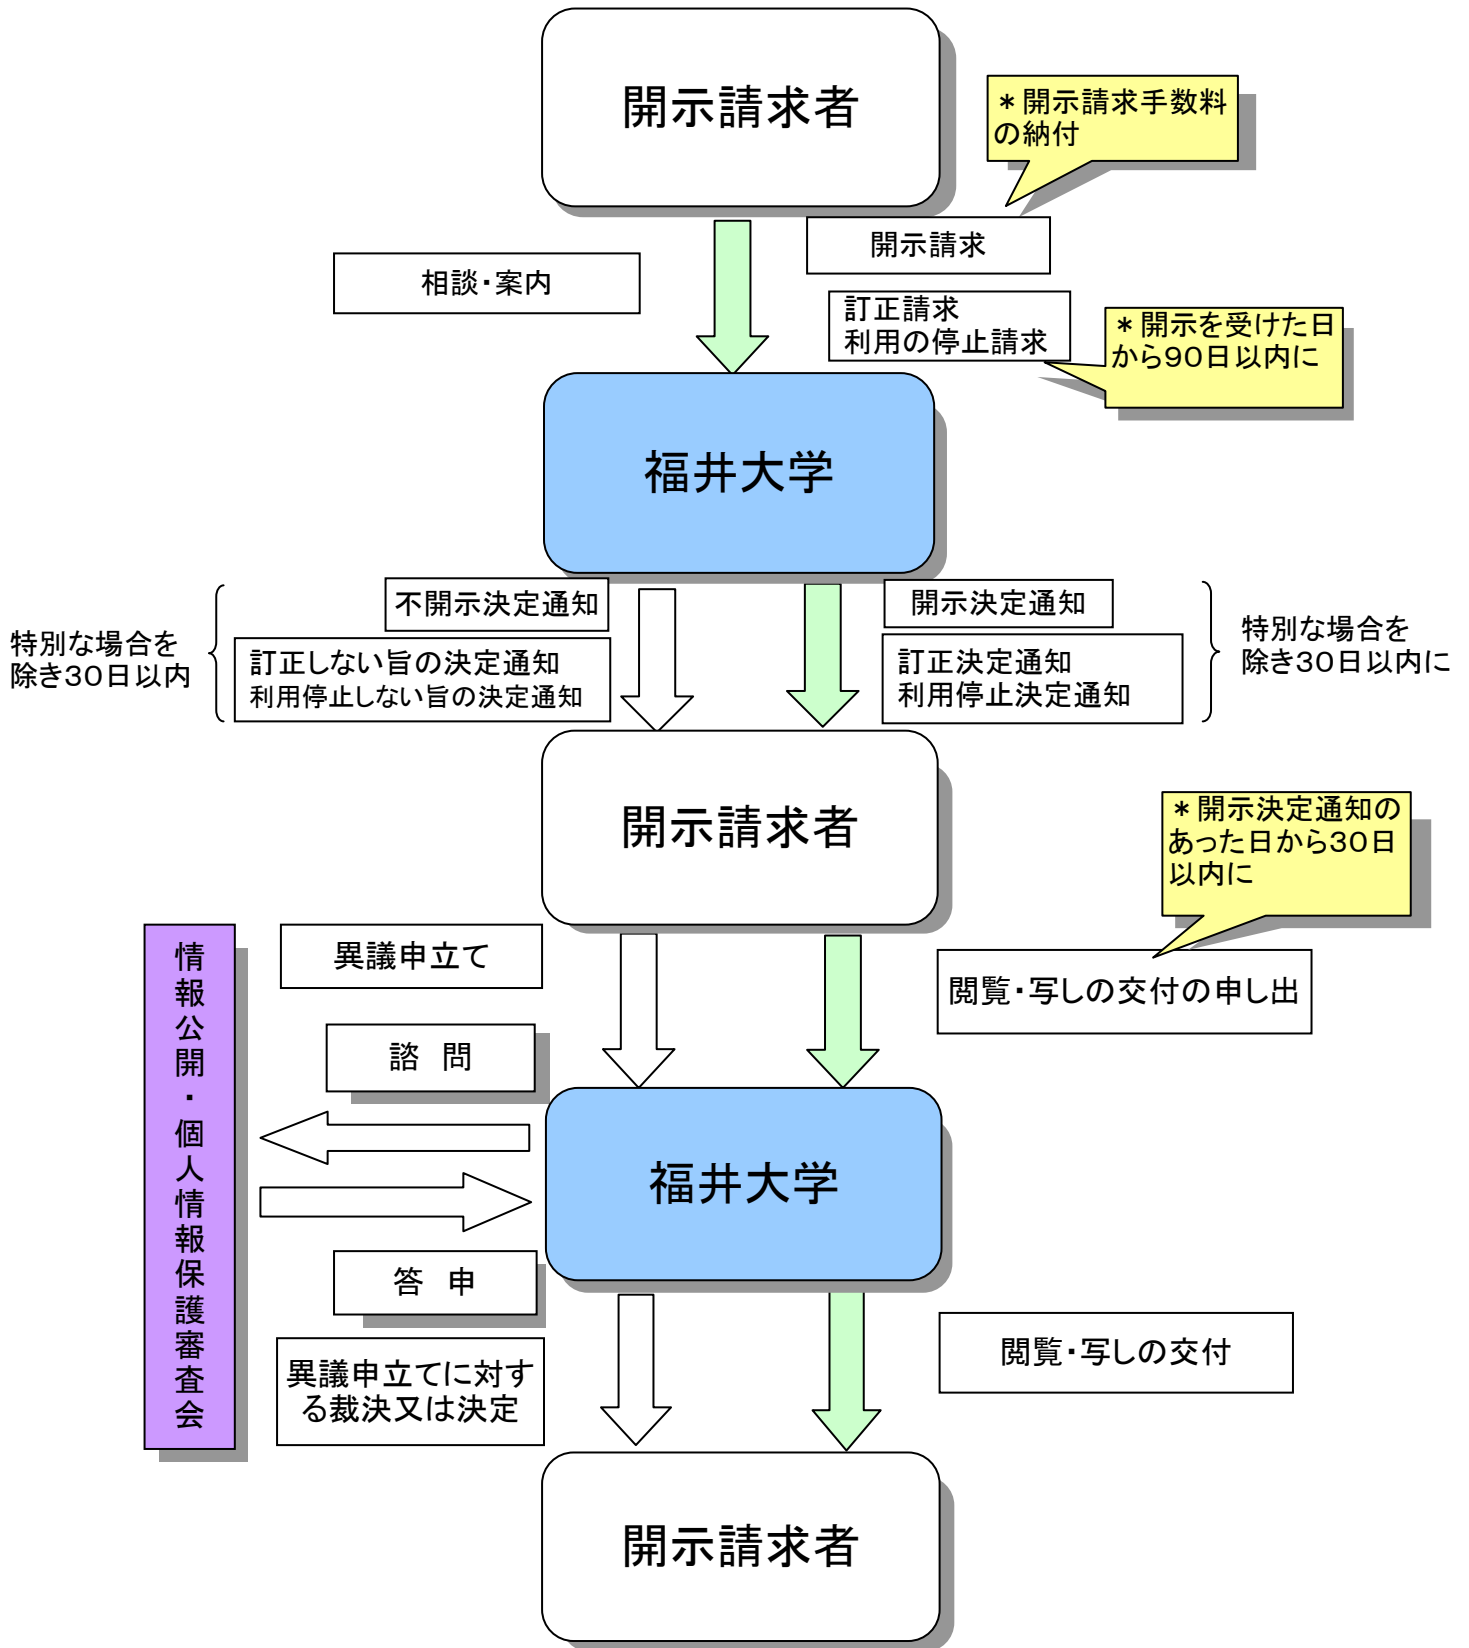 開示請求者
＊開示請求手数料
の納付
開示請求
相談・案内
訂正請求
利用の停止請求
＊開示を受けた日
から９０日以内に
福井大学
不開示決定通知
開示決定通知
特別な場合を
除き３０日以内
訂正しない旨の決定通知
利用停止しない旨の決定通知
訂正決定通知
利用停止決定通知
特別な場合を
除き３０日以内に
開示請求者
＊開示決定通知の
あった日から３０日
以内に
異議申立て
閲覧・写しの交付の申し出
情報公開・個人情報保護審査会
諮　問
福井大学
答　申
異議申立てに対す
る裁決又は決定
閲覧・写しの交付
開示請求者